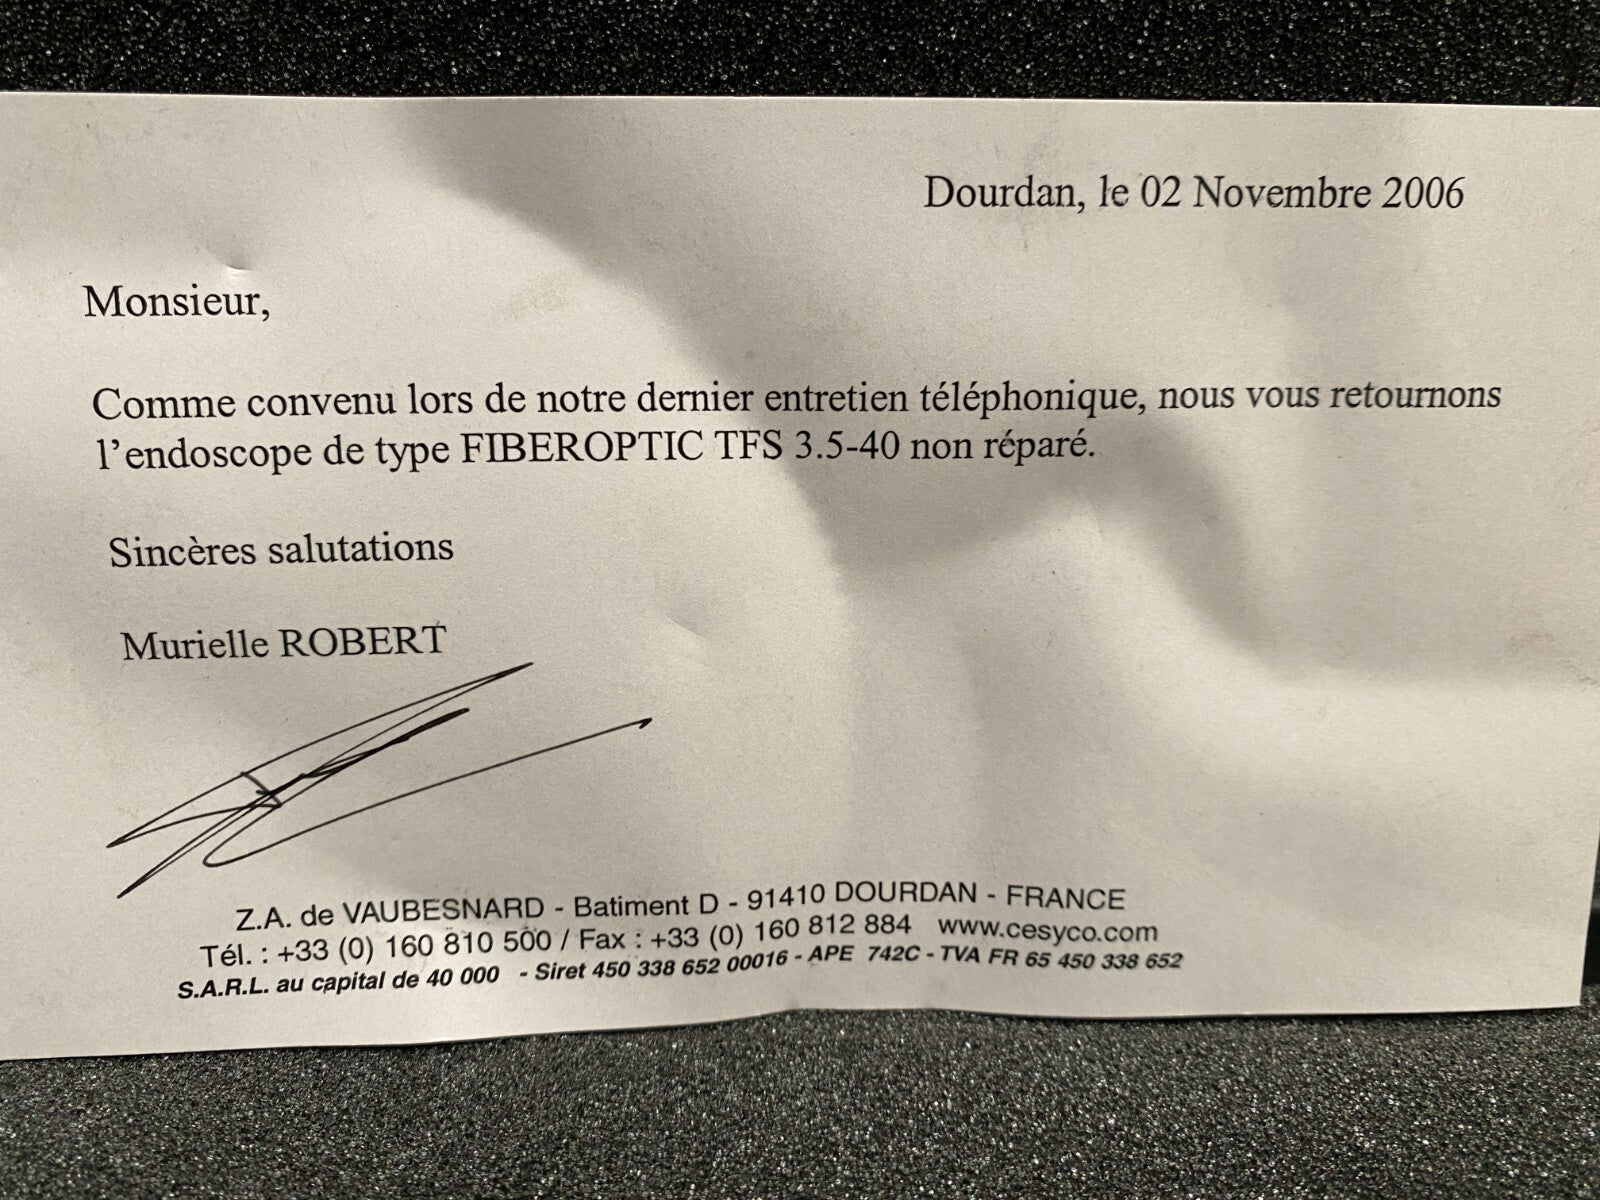 Dourdan, le 02 Novembre 2006
Monsieur,
Comme convenu lors de notre dernier entretien téléphonique, nous vous retournons
l'endoscope de type FIBEROPTIC TFS 3.5-40 non réparé.
Sincères salutations
Murielle ROBERT
Z.A. de VAUBESNARD - Batiment D - 91410 DOURDAN - FRANCE
Tél. : +33 (0) 160 810 500 / Fax : +33 (0) 160 812 884 www.cesyco.com
S.A.R.L. au capital de 40 000 - Siret 450 338 652 00016 - APE 742C - TVA FR 65 450 338 652